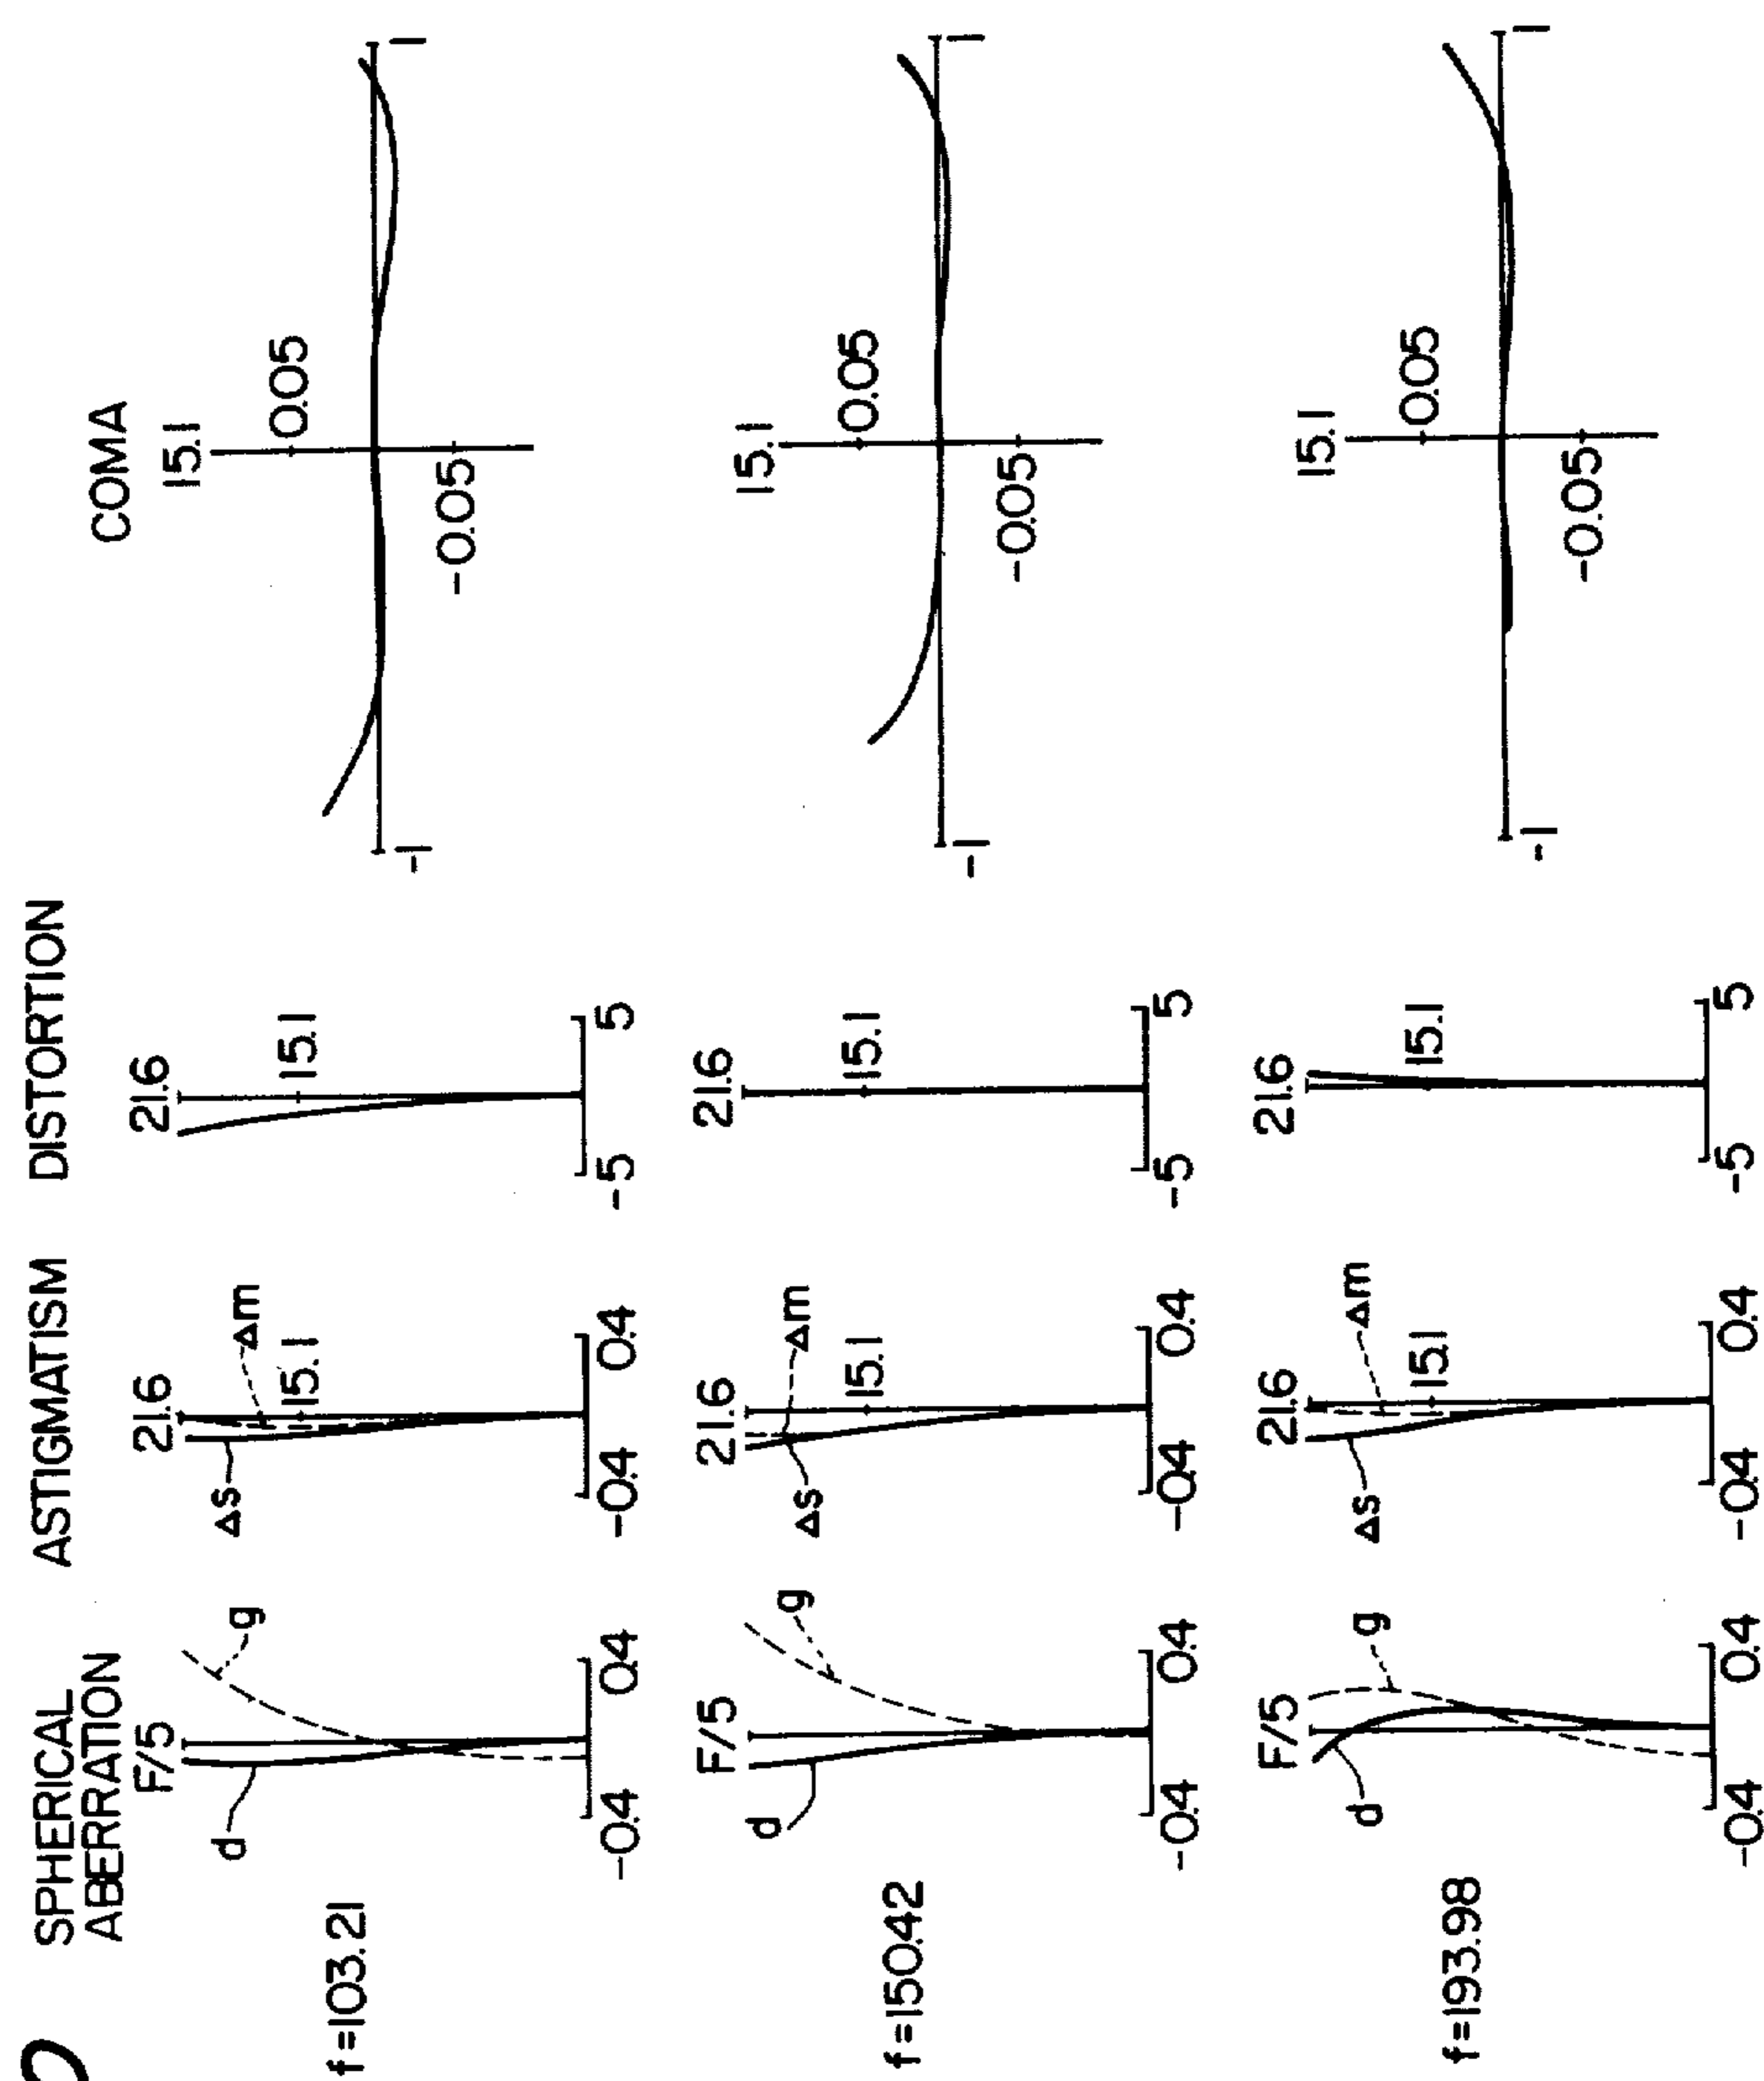 SPHERICAL
ABERRATION
ASTIGMATISM
DISTORTION
COMA
f=103.21
F/5
d
g
-0.4
0.4
21.6
15.1
Δs
Δm
-0.4
0.4
21.6
15.1
-5
5
15.1
0.05
-0.05
-1
1
f=150.42
F/5
d
g
-0.4
0.4
21.6
15.1
Δs
Δm
-0.4
0.4
21.6
15.1
-5
5
15.1
0.05
-0.05
-1
1
f=193.98
F/5
d
g
-0.4
0.4
21.6
15.1
Δs
Δm
-0.4
0.4
21.6
15.1
-5
5
15.1
0.05
-0.05
-1
1